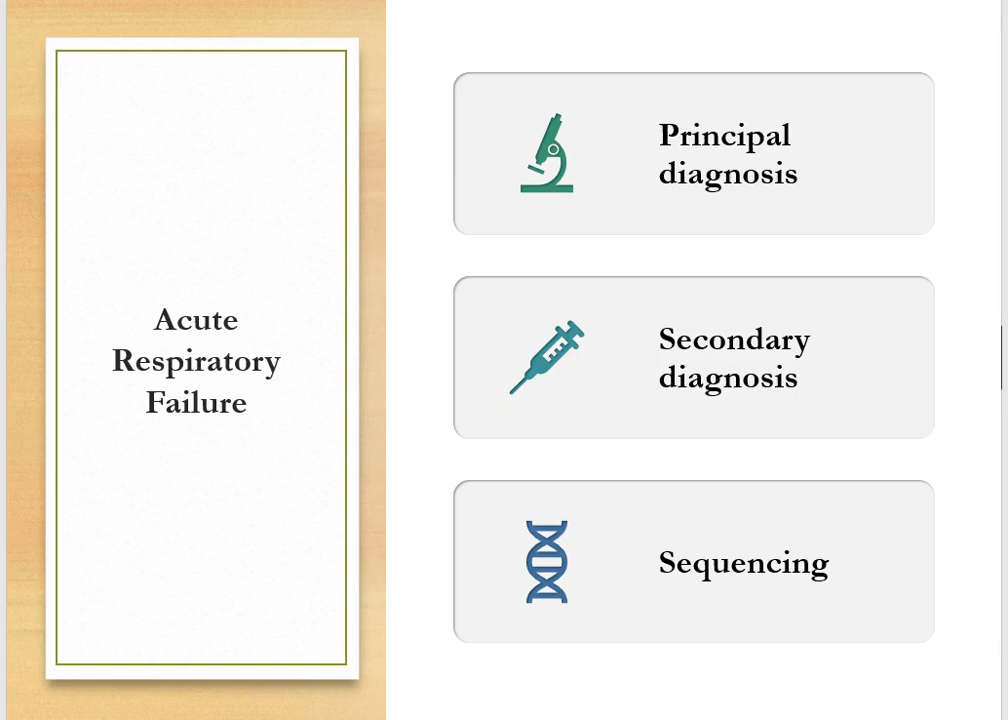 Acute
Respiratory
Failure
Principal
diagnosis
Secondary
diagnosis
Sequencing